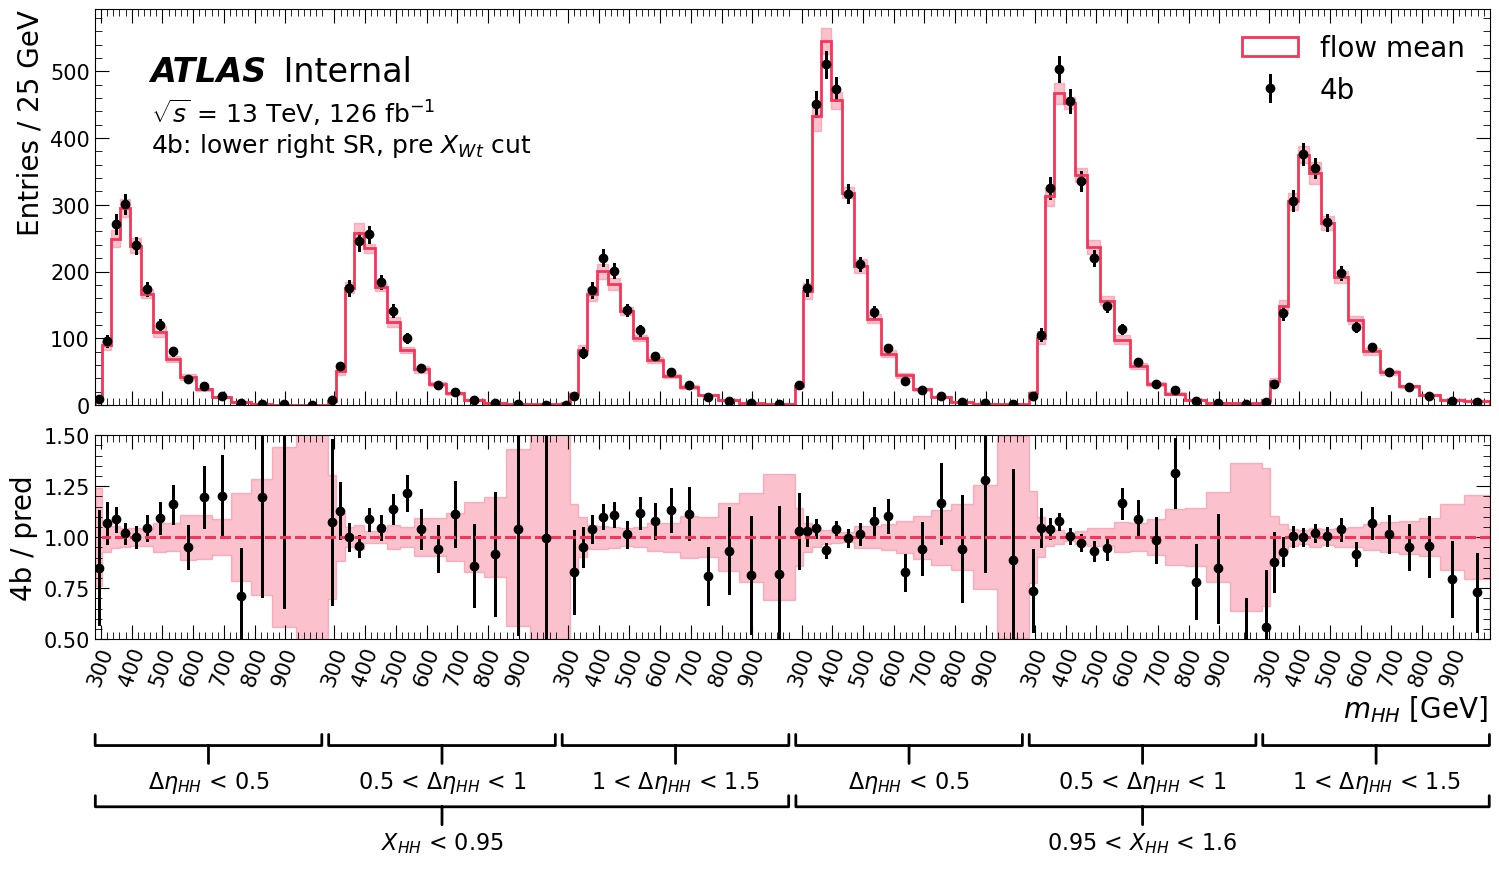 Entries / 25 GeV
500
400
300
200
100
0
ATLAS Internal
√s = 13 TeV, 126 fb⁻¹
4b: lower right SR, pre X_Wt cut
flow mean
4b
4b / pred
1.50
1.25
1.00
0.75
0.50
300 400 500 600 700 800 900 300 400 500 600 700 800 900 300 400 500 600 700 800 900 300 400 500 600 700 800 900 300 400 500 600 700 800 900 300 400 500 600 700 800 900
m_HH [GeV]
Δη_HH < 0.5 0.5 < Δη_HH < 1 1 < Δη_HH < 1.5 Δη_HH < 0.5 0.5 < Δη_HH < 1 1 < Δη_HH < 1.5
X_HH < 0.95 0.95 < X_HH < 1.6